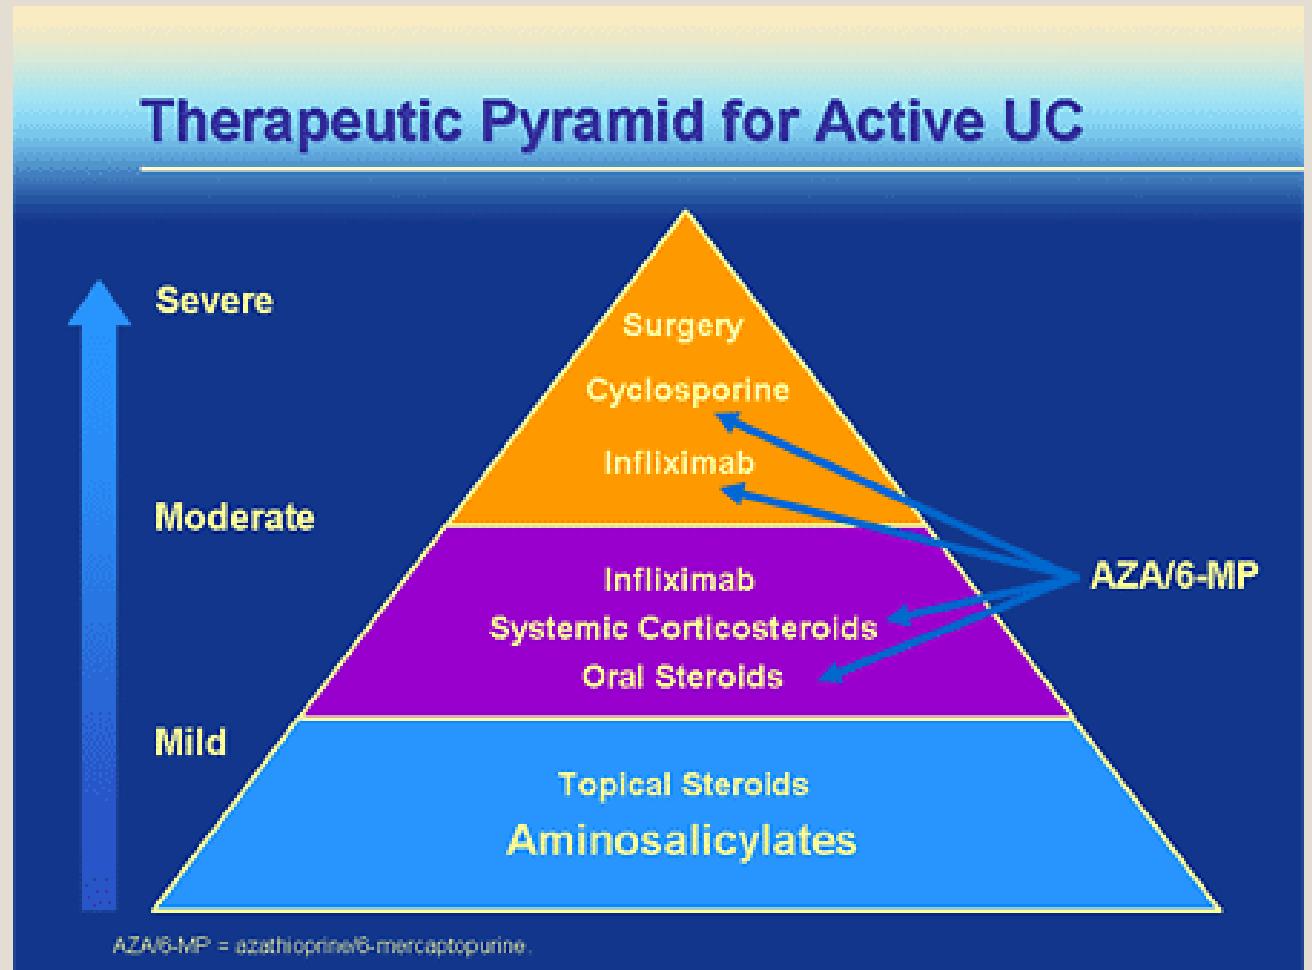 Therapeutic Pyramid for Active UC
Severe
Surgery
Cyclosporine
Infliximab
Moderate
Infliximab
AZA/6-MP
Systemic Corticosteroids
Oral Steroids
Mild
Topical Steroids
Aminosalicylates
AZA/6-MP = azathioprine/6-mercaptopurine.